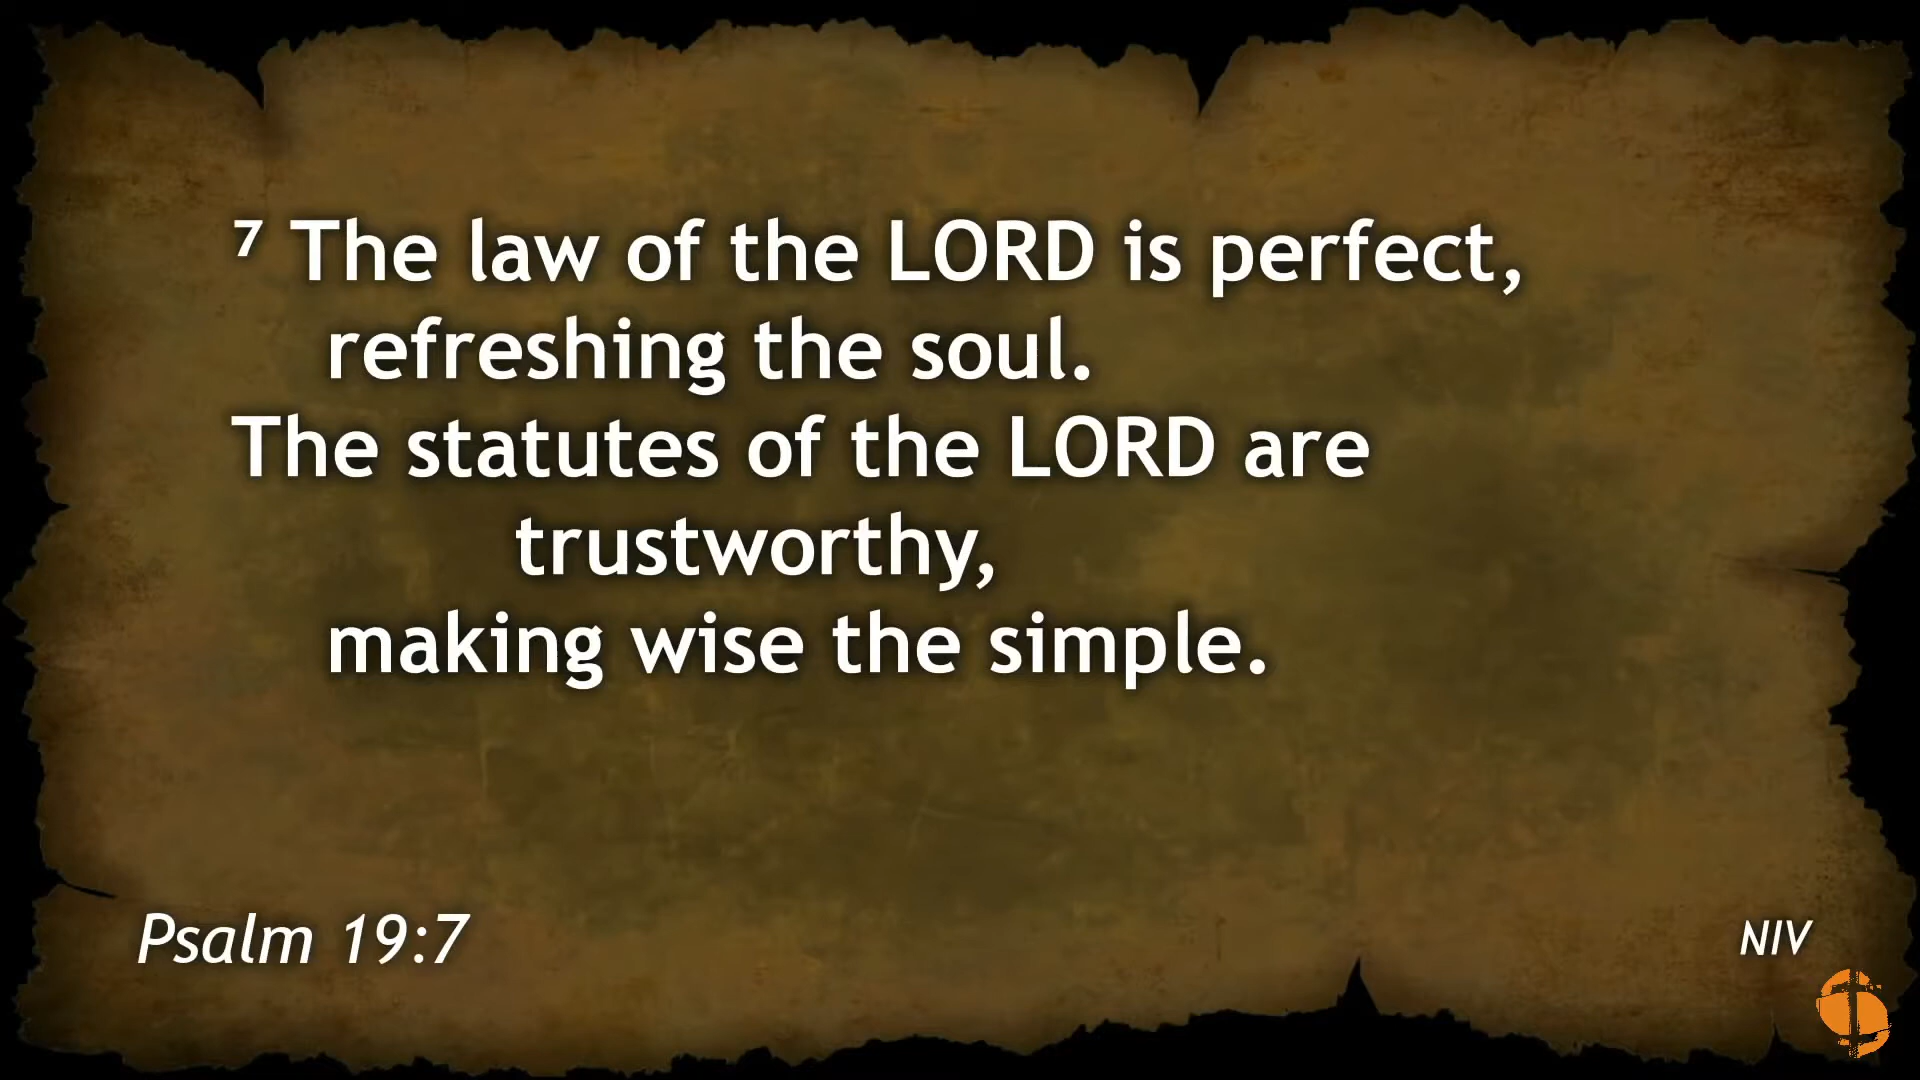 ⁷ The law of the LORD is perfect,
refreshing the soul.
The statutes of the LORD are
trustworthy,
making wise the simple.
Psalm 19:7
NIV